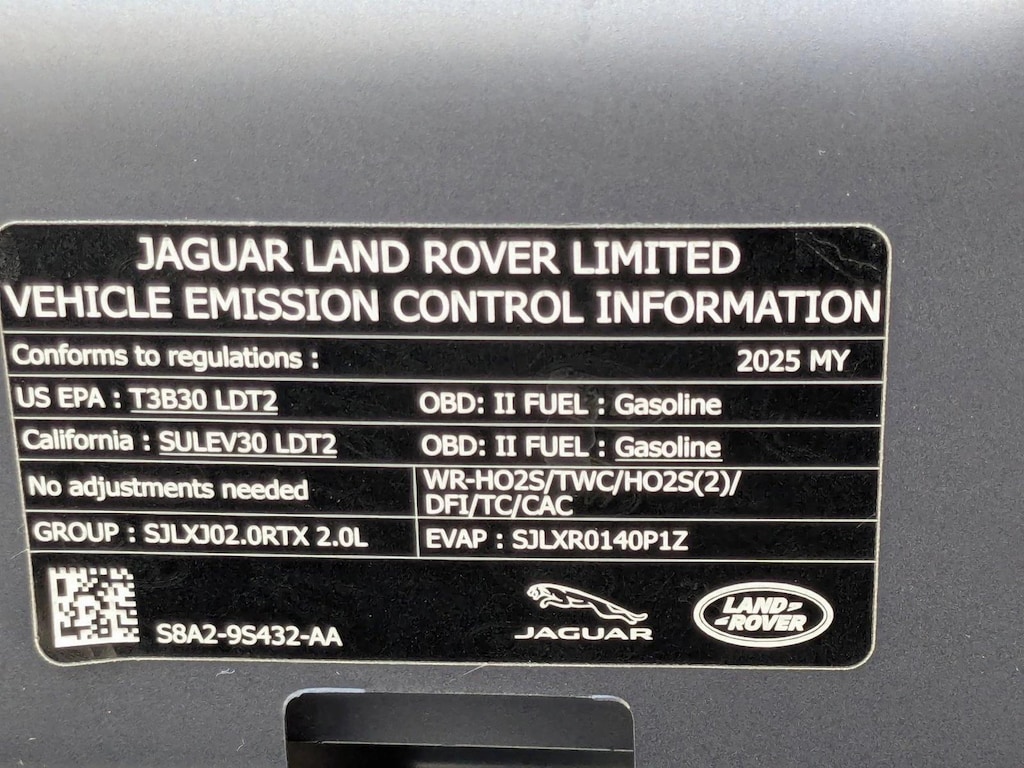 JAGUAR LAND ROVER LIMITED
VEHICLE EMISSION CONTROL INFORMATION
Conforms to regulations : 2025 MY
US EPA : T3B30 LDT2 OBD: II FUEL : Gasoline
California : SULEV30 LDT2 OBD: II FUEL : Gasoline
No adjustments needed
WR-HO2S/TWC/HO2S(2)/
DFI/TC/CAC
GROUP : SJLXJ02.0RTX 2.0L
EVAP : SJLXR0140P1Z
S8A2-9S432-AA
JAGUAR
LAND
ROVER